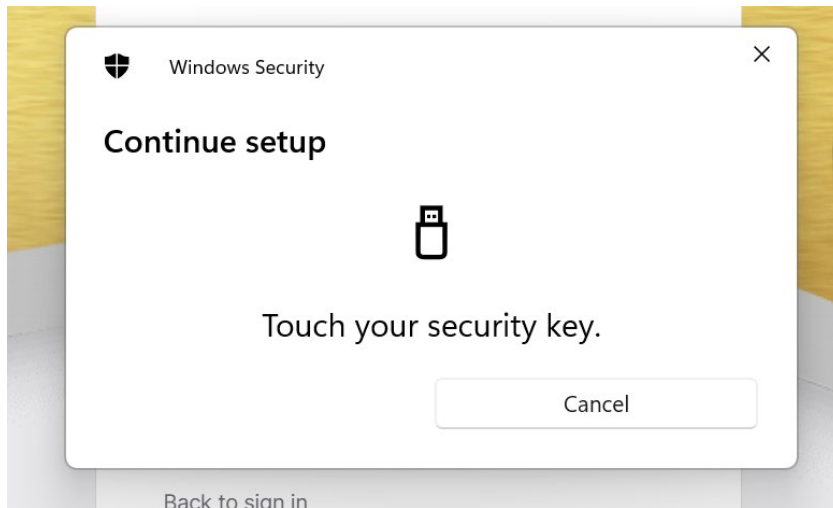 Windows Security
Continue setup
Touch your security key.
Cancel
Back to sign in